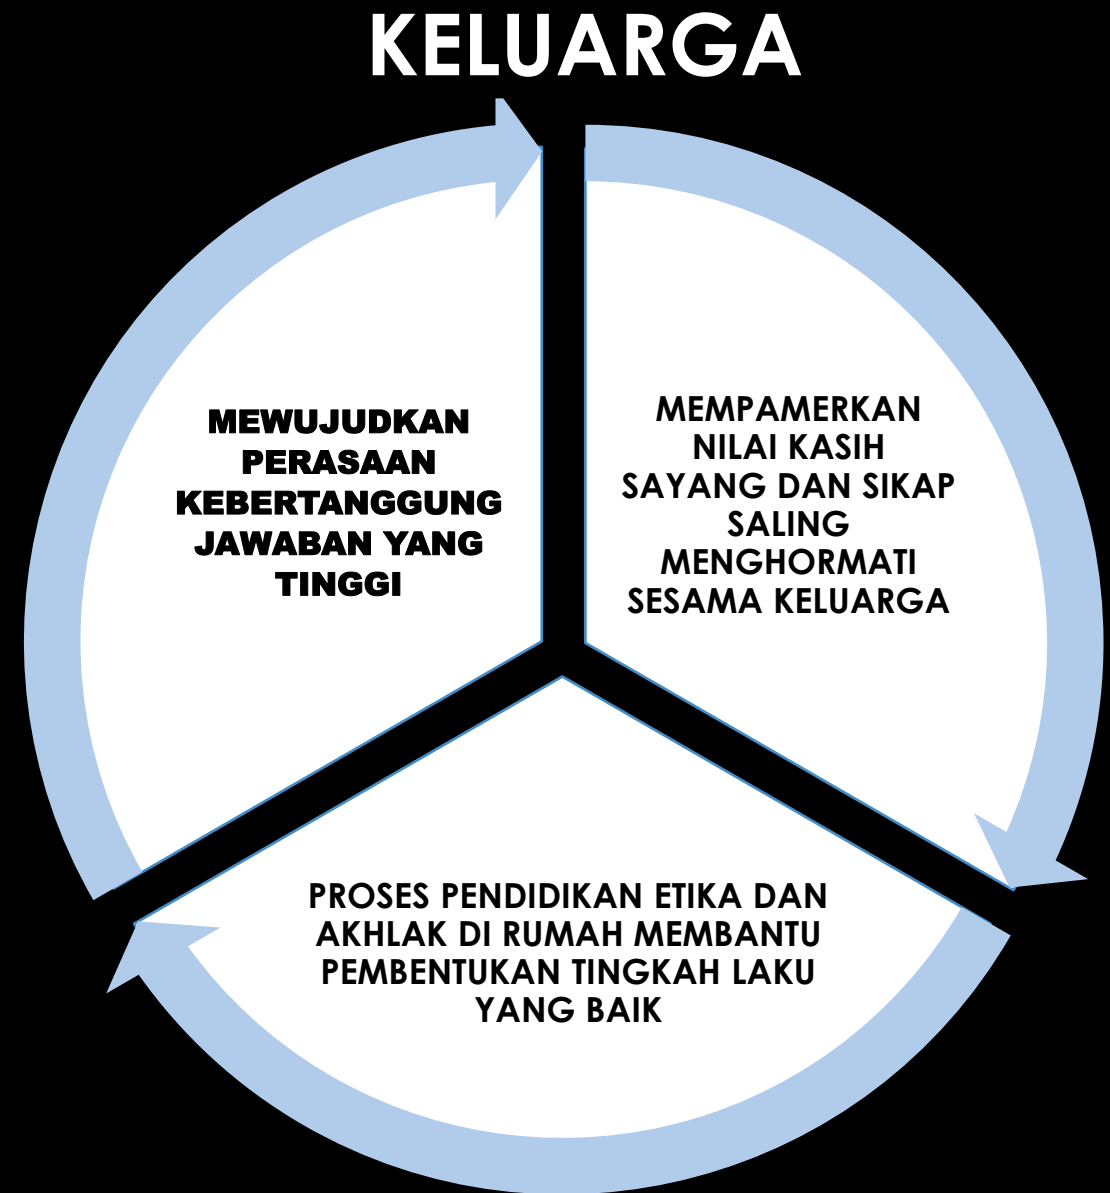 KELUARGA
MEMPAMERKAN
NILAI KASIH
SAYANG DAN SIKAP
SALING
MENGHORMATI
SESAMA KELUARGA
PROSES PENDIDIKAN ETIKA DAN
AKHLAK DI RUMAH MEMBANTU
PEMBENTUKAN TINGKAH LAKU
YANG BAIK
MEWUJUDKAN
PERASAAN
KEBERTANGGUNG
JAWABAN YANG
TINGGI